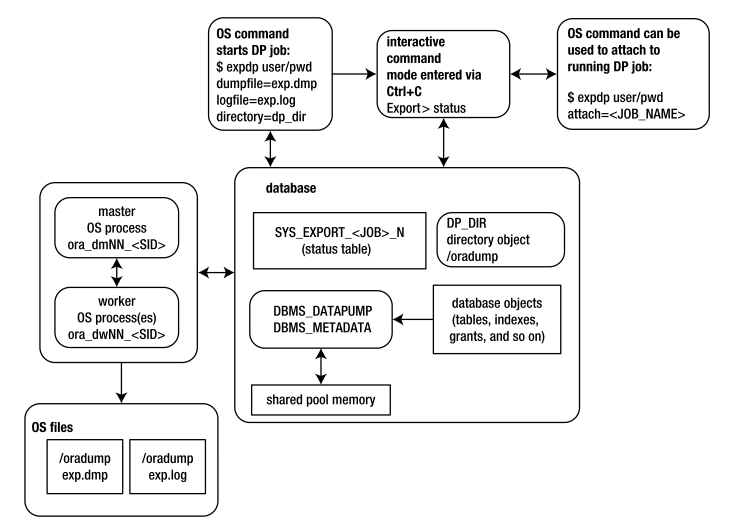 OS command
starts DP job:
$ expdp user/pwd
dumpfile=exp.dmp
logfile=exp.log
directory=dp_dir
interactive
command
mode entered via
Ctrl+C
Export> status
OS command can be
used to attach to
running DP job:
$ expdp user/pwd
attach=<JOB_NAME>
master
OS process
ora_dmNN_<SID>
worker
OS process(es)
ora_dwNN_<SID>
database
SYS_EXPORT_<JOB>_N
(status table)
DP_DIR
directory object
/oradump
DBMS_DATAPUMP
DBMS_METADATA
database objects
(tables, indexes,
grants, and so on)
shared pool memory
OS files
/oradump
exp.dmp
/oradump
exp.log